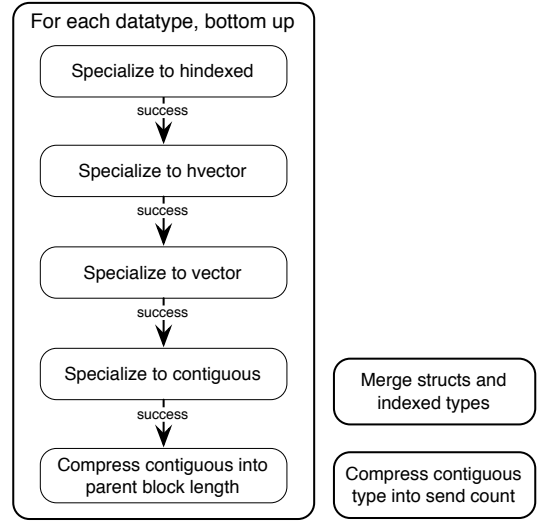 For each datatype, bottom up
Specialize to hindexed
success
Specialize to hvector
success
Specialize to vector
success
Specialize to contiguous
success
Compress contiguous into
parent block length
Merge structs and
indexed types
Compress contiguous
type into send count